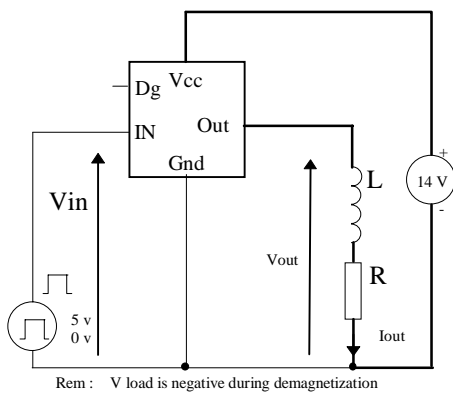 Vcc
Dg
IN
Out
Gnd
+
14 V
-
Vin
L
Vout
R
5 v
0 v
Iout
Rem : V load is negative during demagnetization